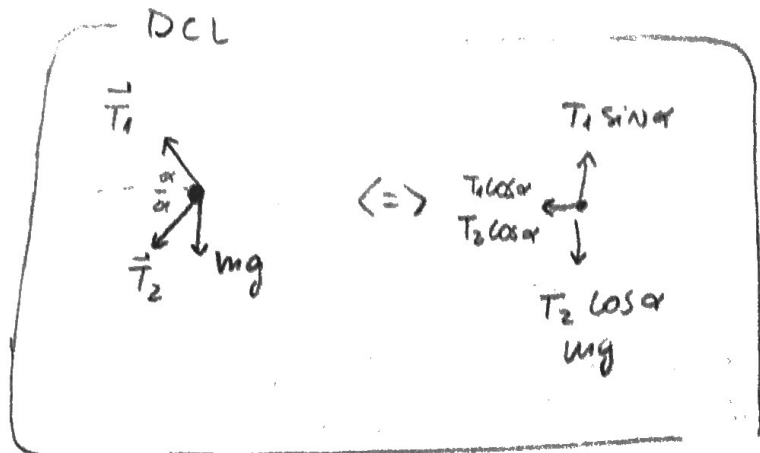 DCL
T⃗₁
α
α
T⃗₂
mg
<=>
T₁ sin α
T₁ cos α
T₂ cos α
T₂ cos α
mg